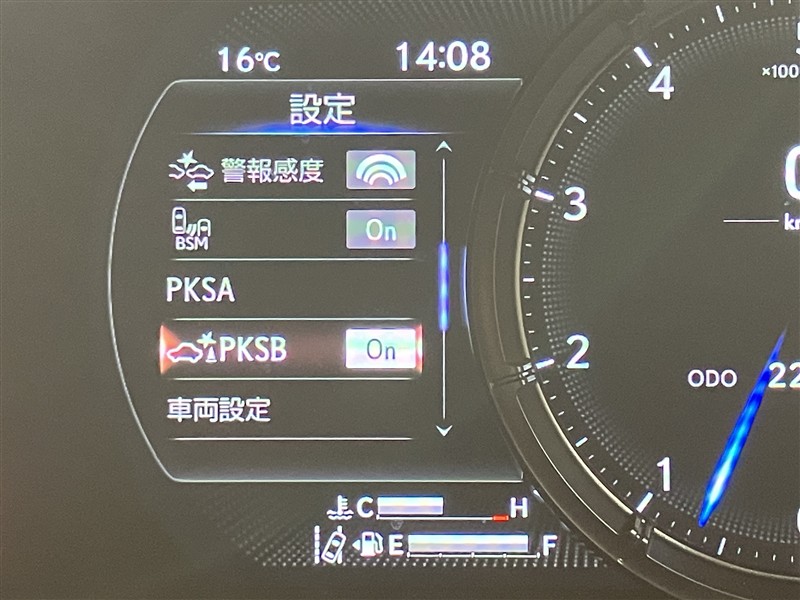 16℃ 14:08
設定
警報感度
BSM On
PKSA
PKSB On
車両設定
C H
E F
4
×100
3
2
ODO 22
1